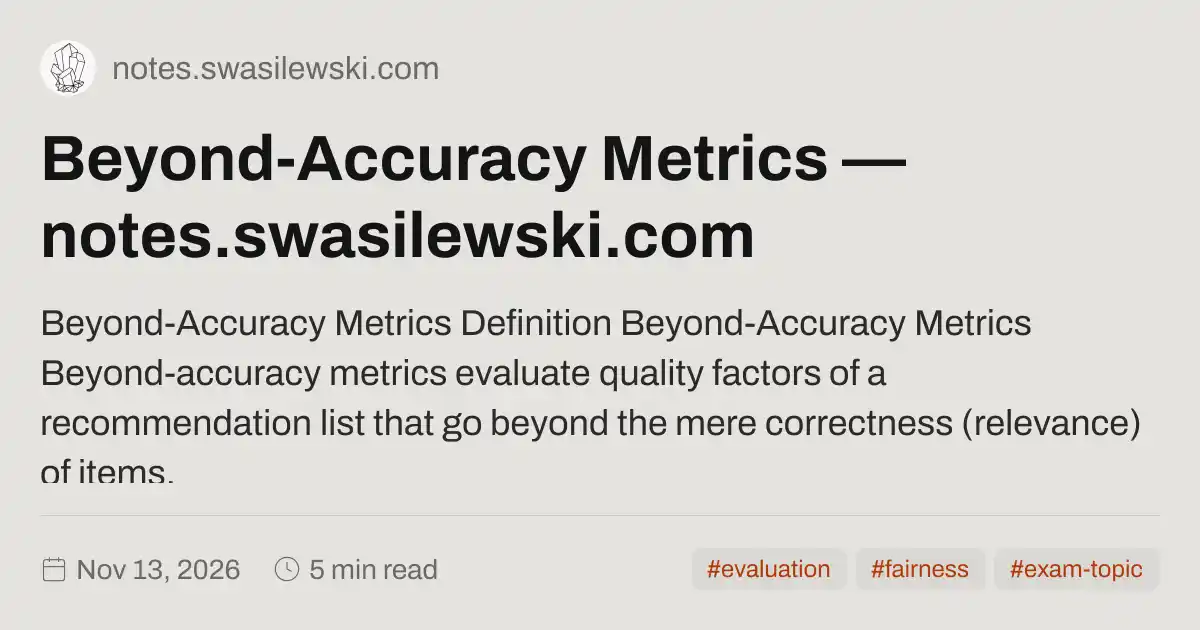 notes.swasilewski.com
Beyond-Accuracy Metrics —
notes.swasilewski.com
Beyond-Accuracy Metrics Definition Beyond-Accuracy Metrics
Beyond-accuracy metrics evaluate quality factors of a
recommendation list that go beyond the mere correctness (relevance)
of items.
Nov 13, 2026
5 min read
#evaluation
#fairness
#exam-topic